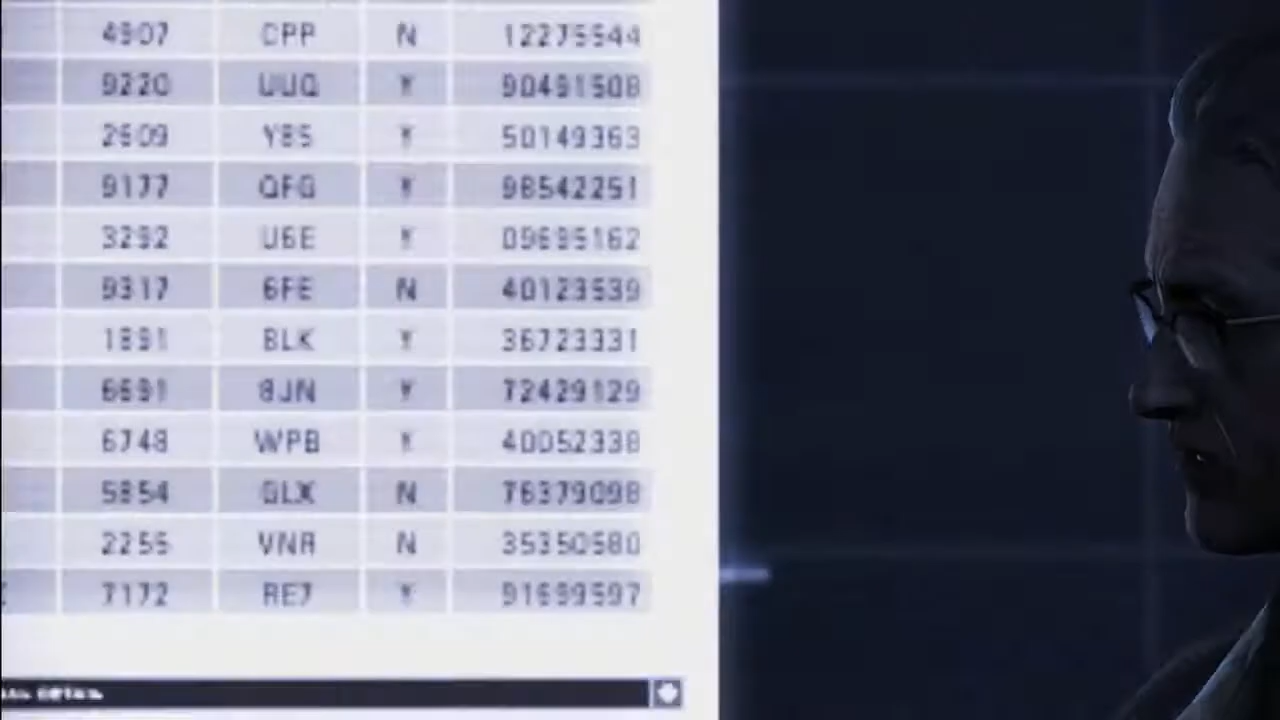 4907 CPP N 12275544
9220 UUQ Y 90491508
2609 Y85 Y 50149363
9177 QFG Y 98542251
3292 U6E Y 09695162
9317 6FE N 40123539
1891 BLK Y 36723331
6691 8JN Y 72429129
6748 WPB Y 40052338
5854 GLX N 76379098
2255 VNR N 35350580
7172 RE7 Y 91699597